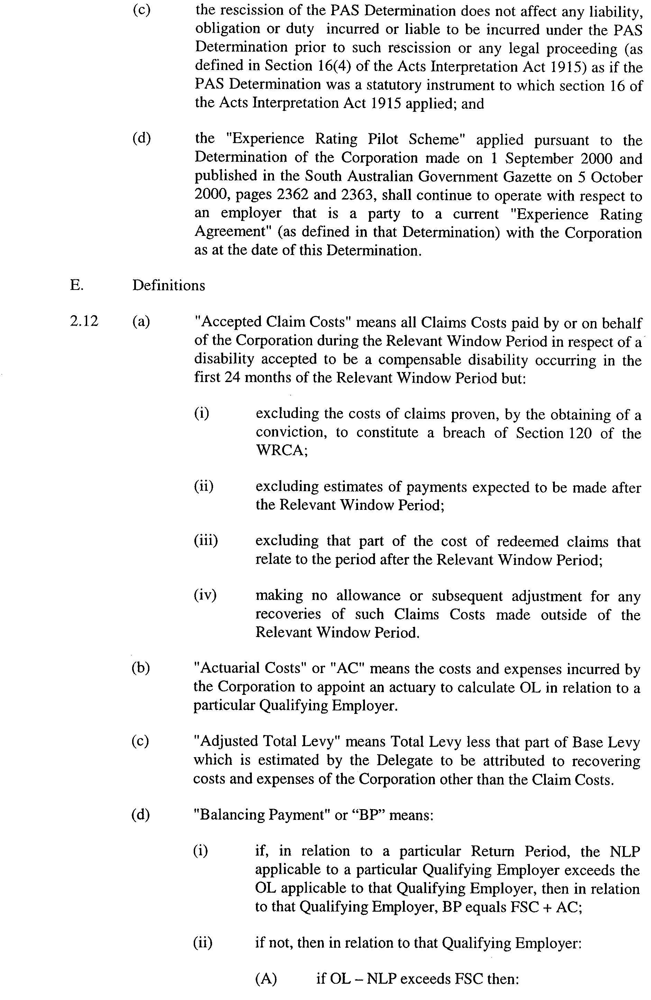 (c) the rescission of the PAS Determination does not affect any liability,
obligation or duty incurred or liable to be incurred under the PAS
Determination prior to such rescission or any legal proceeding (as
defined in Section 16(4) of the Acts Interpretation Act 1915) as if the
PAS Determination was a statutory instrument to which section 16 of
the Acts Interpretation Act 1915 applied; and
(d) the "Experience Rating Pilot Scheme" applied pursuant to the
Determination of the Corporation made on 1 September 2000 and
published in the South Australian Government Gazette on 5 October
2000, pages 2362 and 2363, shall continue to operate with respect to
an employer that is a party to a current "Experience Rating
Agreement" (as defined in that Determination) with the Corporation
as at the date of this Determination.
E. Definitions
2.12 (a) "Accepted Claim Costs" means all Claims Costs paid by or on behalf
of the Corporation during the Relevant Window Period in respect of a
disability accepted to be a compensable disability occurring in the
first 24 months of the Relevant Window Period but:
(i) excluding the costs of claims proven, by the obtaining of a
conviction, to constitute a breach of Section 120 of the
WRCA;
(ii) excluding estimates of payments expected to be made after
the Relevant Window Period;
(iii) excluding that part of the cost of redeemed claims that
relate to the period after the Relevant Window Period;
(iv) making no allowance or subsequent adjustment for any
recoveries of such Claims Costs made outside of the
Relevant Window Period.
(b) "Actuarial Costs" or "AC" means the costs and expenses incurred by
the Corporation to appoint an actuary to calculate OL in relation to a
particular Qualifying Employer.
(c) "Adjusted Total Levy" means Total Levy less that part of Base Levy
which is estimated by the Delegate to be attributed to recovering
costs and expenses of the Corporation other than the Claim Costs.
(d) "Balancing Payment" or “BP” means:
(i) if, in relation to a particular Return Period, the NLP
applicable to a particular Qualifying Employer exceeds the
OL applicable to that Qualifying Employer, then in relation
to that Qualifying Employer, BP equals FSC + AC;
(ii) if not, then in relation to that Qualifying Employer:
(A) if OL – NLP exceeds FSC then: